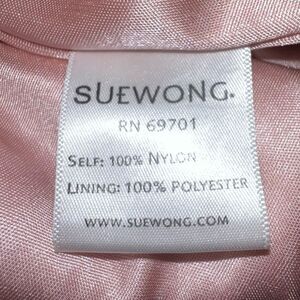 SUEWONG.
RN 69701
SELF: 100% NYLON
LINING: 100% POLYESTER
WWW.SUEWONG.COM